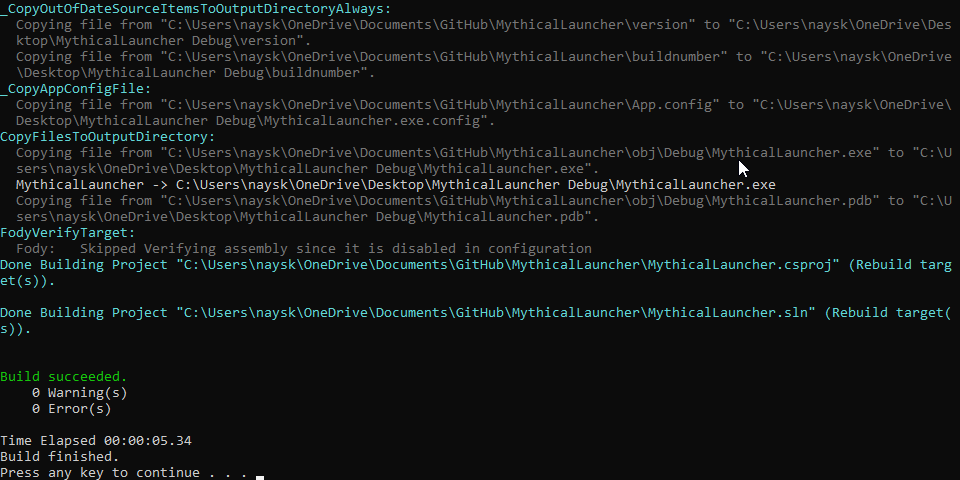 _CopyOutOfDateSourceItemsToOutputDirectoryAlways:
  Copying file from "C:\Users\naysk\OneDrive\Documents\GitHub\MythicalLauncher\version" to "C:\Users\naysk\OneDrive\Des
  ktop\MythicalLauncher Debug\version".
  Copying file from "C:\Users\naysk\OneDrive\Documents\GitHub\MythicalLauncher\buildnumber" to "C:\Users\naysk\OneDrive
  \Desktop\MythicalLauncher Debug\buildnumber".
_CopyAppConfigFile:
  Copying file from "C:\Users\naysk\OneDrive\Documents\GitHub\MythicalLauncher\App.config" to "C:\Users\naysk\OneDrive\
  Desktop\MythicalLauncher Debug\MythicalLauncher.exe.config".
CopyFilesToOutputDirectory:
  Copying file from "C:\Users\naysk\OneDrive\Documents\GitHub\MythicalLauncher\obj\Debug\MythicalLauncher.exe" to "C:\U
  sers\naysk\OneDrive\Desktop\MythicalLauncher Debug\MythicalLauncher.exe".
  MythicalLauncher -> C:\Users\naysk\OneDrive\Desktop\MythicalLauncher Debug\MythicalLauncher.exe
  Copying file from "C:\Users\naysk\OneDrive\Documents\GitHub\MythicalLauncher\obj\Debug\MythicalLauncher.pdb" to "C:\U
  sers\naysk\OneDrive\Desktop\MythicalLauncher Debug\MythicalLauncher.pdb".
FodyVerifyTarget:
  Fody:   Skipped Verifying assembly since it is disabled in configuration
Done Building Project "C:\Users\naysk\OneDrive\Documents\GitHub\MythicalLauncher\MythicalLauncher.csproj" (Rebuild targ
et(s)).
Done Building Project "C:\Users\naysk\OneDrive\Documents\GitHub\MythicalLauncher\MythicalLauncher.sln" (Rebuild target(
s)).
Build succeeded.
    0 Warning(s)
    0 Error(s)
Time Elapsed 00:00:05.34
Build finished.
Press any key to continue . . .